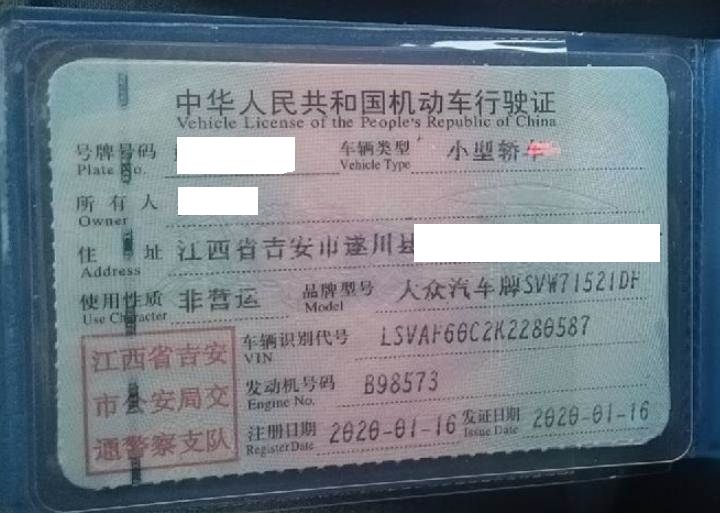 中华人民共和国机动车行驶证
Vehicle License of the People's Republic of China
号牌号码 车辆类型 小型轿车
Plate No. Vehicle Type
所有人
Owner
住址 江西省吉安市遂川县
Address
使用性质 非营运 品牌型号 大众汽车牌SVW71521DH
Use Character Model
车辆识别代号 LSVAF66C2K2280587
VIN
发动机号码 B98573
Engine No.
注册日期 2020-01-16 发证日期 2020-01-16
Register Date Issue Date
江西省吉安
市公安局交
通警察支队